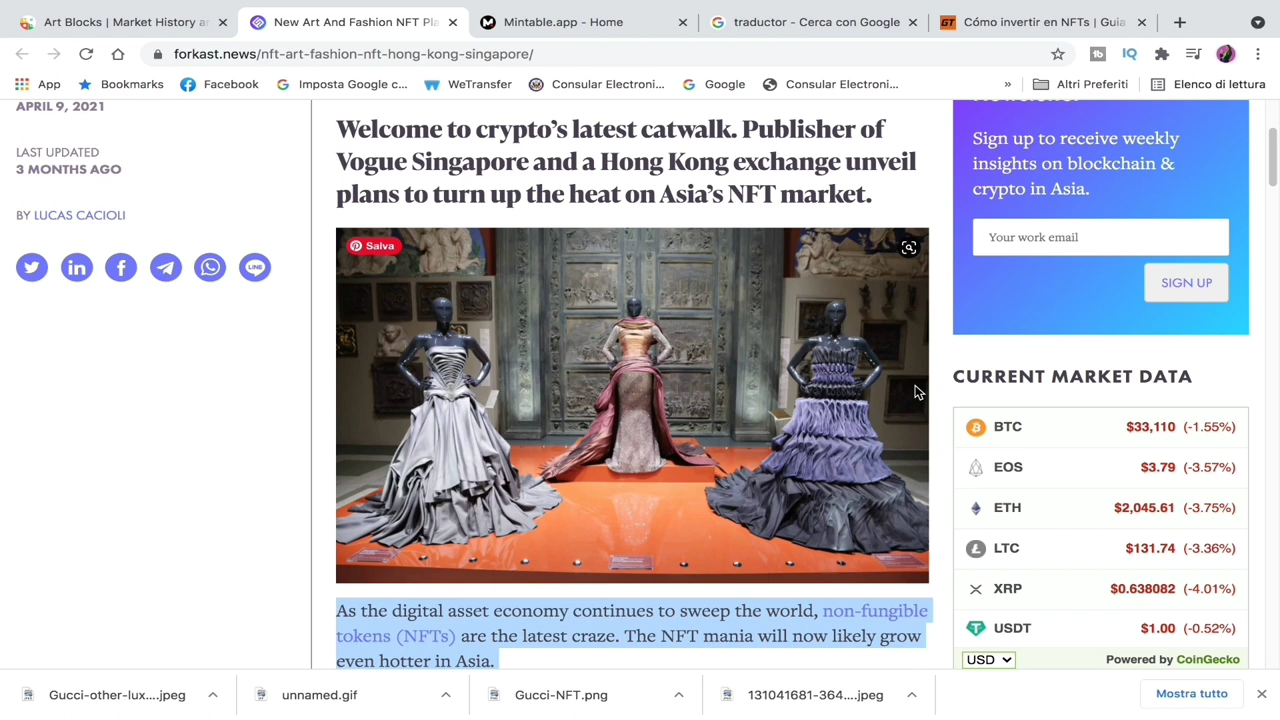 Art Blocks | Market History a
New Art And Fashion NFT Pla
Mintable.app - Home
traductor - Cerca con Google
GT
Cómo invertir en NFTs | Guia
forkast.news/nft-art-fashion-nft-hong-kong-singapore/
App
Bookmarks
Facebook
Imposta Google c...
WeTransfer
Consular Electroni...
Google
Consular Electroni...
»
Altri Preferiti
Elenco di lettura
APRIL 9, 2021
LAST UPDATED
3 MONTHS AGO
BY LUCAS CACIOLI
LINE
Welcome to crypto's latest catwalk. Publisher of
Vogue Singapore and a Hong Kong exchange unveil
plans to turn up the heat on Asia's NFT market.
Salva
As the digital asset economy continues to sweep the world, non-fungible
tokens (NFTs) are the latest craze. The NFT mania will now likely grow
even hotter in Asia.
Sign up to receive weekly
insights on blockchain &
crypto in Asia.
Your work email
SIGN UP
CURRENT MARKET DATA
BTC $33,110 (-1.55%)
EOS $3.79 (-3.57%)
ETH $2,045.61 (-3.75%)
LTC $131.74 (-3.36%)
XRP $0.638082 (-4.01%)
USDT $1.00 (-0.52%)
USD
Powered by CoinGecko
Gucci-other-lux....jpeg
unnamed.gif
Gucci-NFT.png
131041681-364....jpeg
Mostra tutto